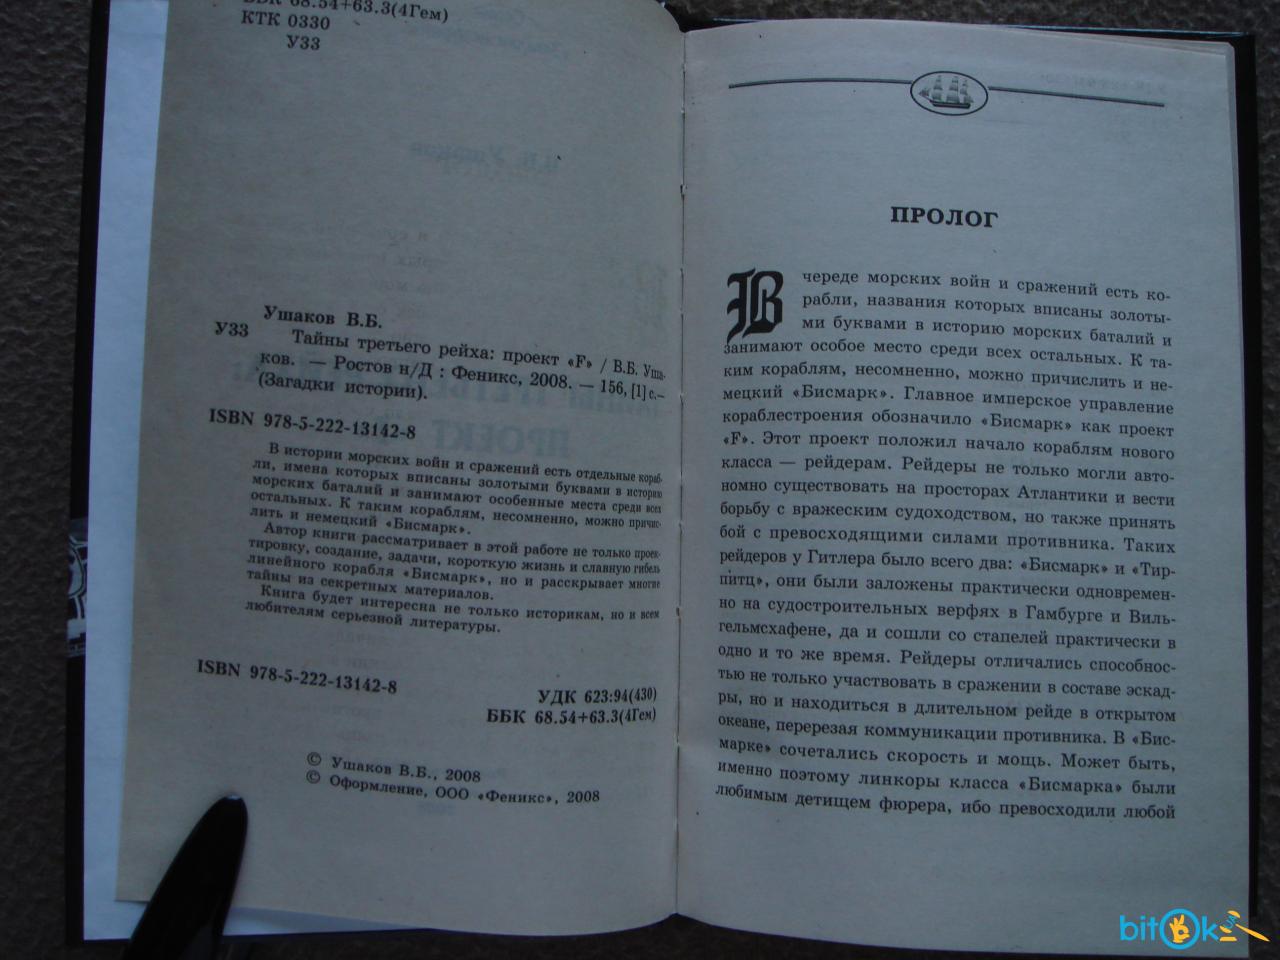 ББК 68.54+63.3(4Гем)
КТК 0330
У33
Ушаков В.Б.
У33 Тайны третьего рейха: проект «F» / В.Б. Уша-
ков. — Ростов н/Д : Феникс, 2008. — 156, [1] с.—
(Загадки истории).
ISBN 978-5-222-13142-8
В истории морских войн и сражений есть отдельные кораб-
ли, имена которых вписаны золотыми буквами в историю
морских баталий и занимают особенные места среди всех
остальных. К таким кораблям, несомненно, можно причис-
лить и немецкий «Бисмарк».
Автор книги рассматривает в этой работе не только проек-
тировку, создание, задачи, короткую жизнь и славную гибель
линейного корабля «Бисмарк», но и расскрывает многие
тайны из секретных материалов.
Книга будет интересна не только историкам, но и всем
любителям серьезной литературы.
ISBN 978-5-222-13142-8
УДК 623:94(430)
ББК 68.54+63.3(4Гем)
© Ушаков В.Б., 2008
© Оформление, ООО «Феникс», 2008
ПРОЛОГ
В череде морских войн и сражений есть ко-
рабли, названия которых вписаны золоты-
ми буквами в историю морских баталий и
занимают особое место среди всех остальных. К та-
ким кораблям, несомненно, можно причислить и не-
мецкий «Бисмарк». Главное имперское управление
кораблестроения обозначило «Бисмарк» как проект
«F». Этот проект положил начало кораблям нового
класса — рейдерам. Рейдеры не только могли авто-
номно существовать на просторах Атлантики и вести
борьбу с вражеским судоходством, но также принять
бой с превосходящими силами противника. Таких
рейдеров у Гитлера было всего два: «Бисмарк» и «Тир-
питц», они были заложены практически одновремен-
но на судостроительных верфях в Гамбурге и Виль-
гельмсхафене, да и сошли со стапелей практически в
одно и то же время. Рейдеры отличались способнос-
тью не только участвовать в сражении в составе эскад-
ры, но и находиться в длительном рейде в открытом
океане, перерезая коммуникации противника. В «Бис-
марке» сочетались скорость и мощь. Может быть,
именно поэтому линкоры класса «Бисмарка» были
любимым детищем фюрера, ибо превосходили любой
bitOk